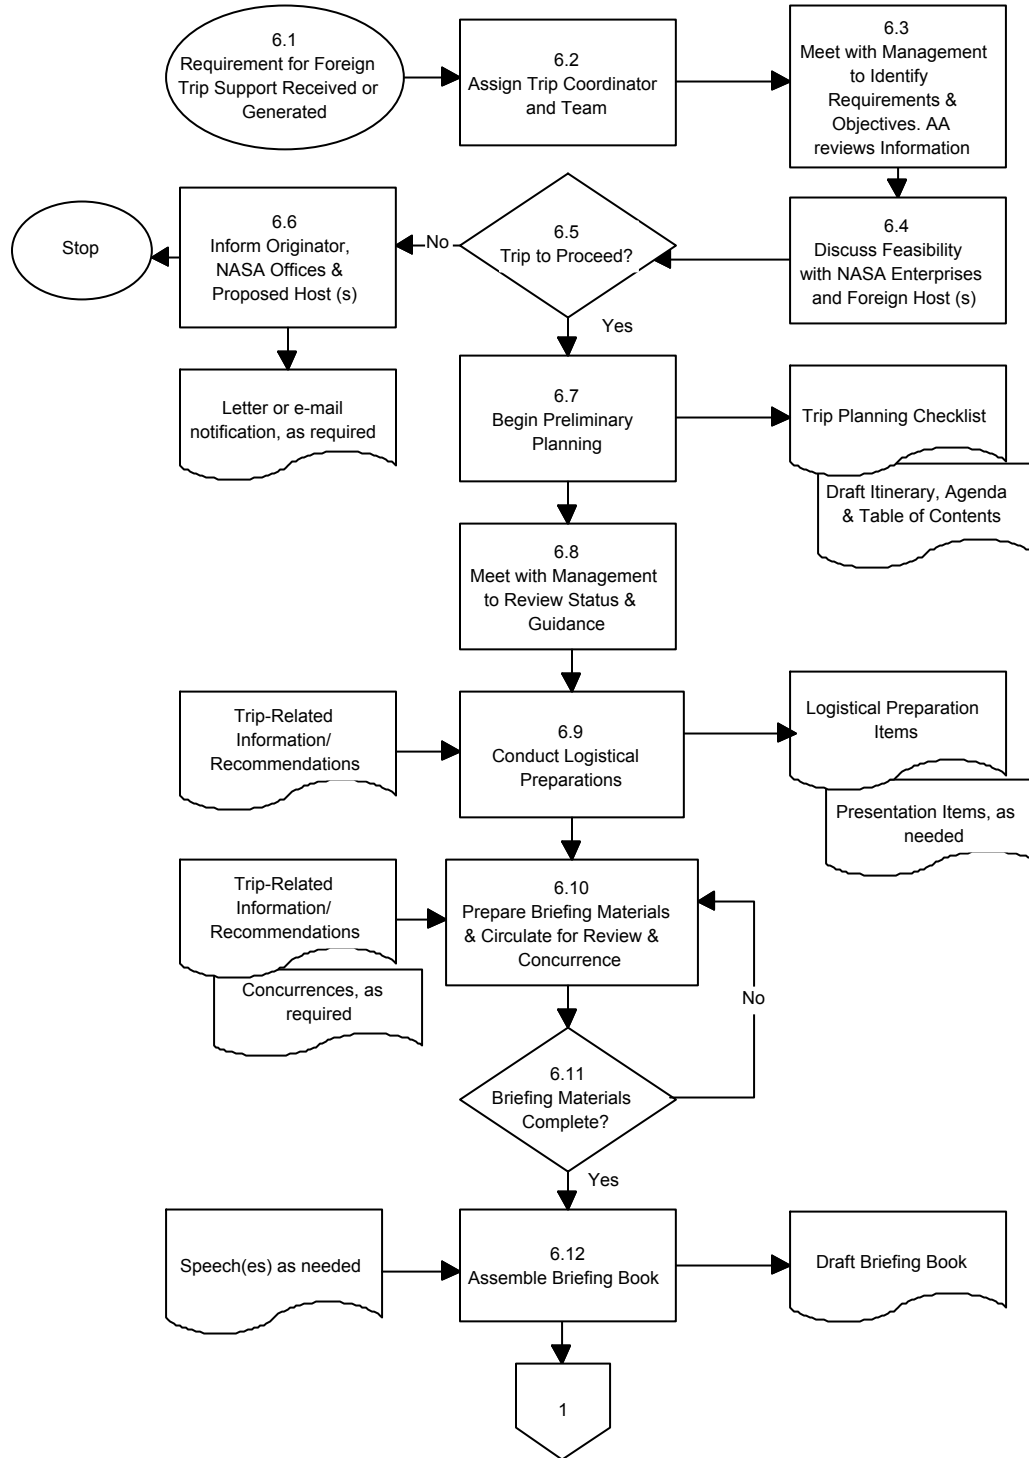 6.1
Requirement for Foreign
Trip Support Received or
Generated
6.2
Assign Trip Coordinator
and Team
6.3
Meet with Management
to Identify
Requirements &
Objectives. AA
reviews Information
Stop
6.6
Inform Originator,
NASA Offices &
Proposed Host (s)
No
6.5
Trip to Proceed?
6.4
Discuss Feasibility
with NASA Enterprises
and Foreign Host (s)
Yes
Letter or e-mail
notification, as required
6.7
Begin Preliminary
Planning
Trip Planning Checklist
Draft Itinerary, Agenda
& Table of Contents
6.8
Meet with Management
to Review Status &
Guidance
Trip-Related
Information/
Recommendations
6.9
Conduct Logistical
Preparations
Logistical Preparation
Items
Presentation Items, as
needed
Trip-Related
Information/
Recommendations
Concurrences, as
required
6.10
Prepare Briefing Materials
& Circulate for Review &
Concurrence
No
6.11
Briefing Materials
Complete?
Yes
Speech(es) as needed
6.12
Assemble Briefing Book
Draft Briefing Book
1